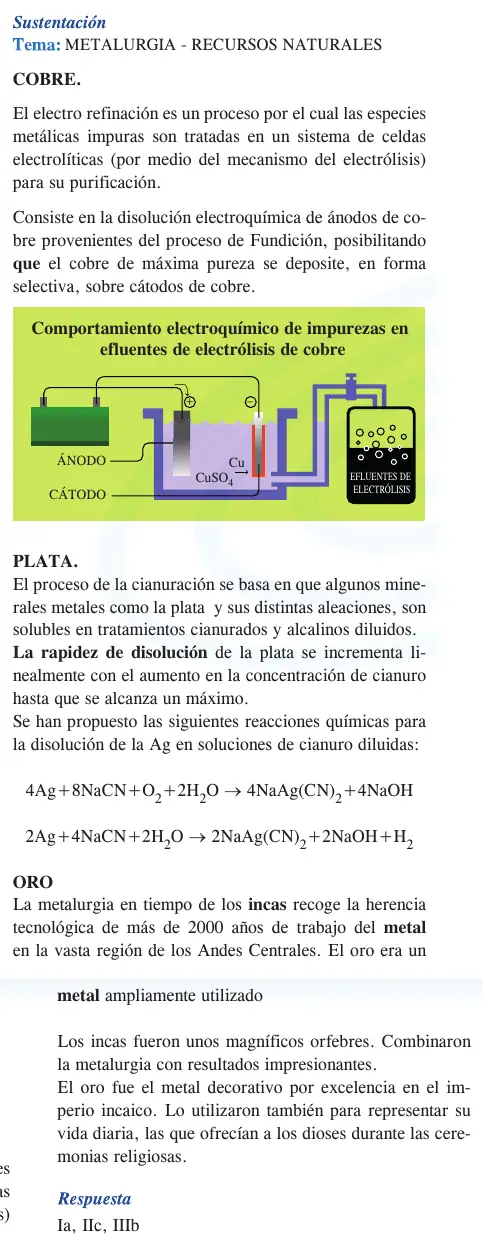 Sustentación
Tema: METALURGIA - RECURSOS NATURALES
COBRE.
El electro refinación es un proceso por el cual las especies
metálicas impuras son tratadas en un sistema de celdas
electrolíticas (por medio del mecanismo del electrólisis)
para su purificación.
Consiste en la disolución electroquímica de ánodos de co-
bre provenientes del proceso de Fundición, posibilitando
que el cobre de máxima pureza se deposite, en forma
selectiva, sobre cátodos de cobre.
Comportamiento electroquímico de impurezas en
efluentes de electrólisis de cobre
+ −
ÁNODO
Cu
CuSO₄ →
CÁTODO
EFLUENTES DE
ELECTRÓLISIS
PLATA.
El proceso de la cianuración se basa en que algunos mine-
rales metales como la plata y sus distintas aleaciones, son
solubles en tratamientos cianurados y alcalinos diluidos.
La rapidez de disolución de la plata se incrementa li-
nealmente con el aumento en la concentración de cianuro
hasta que se alcanza un máximo.
Se han propuesto las siguientes reacciones químicas para
la disolución de la Ag en soluciones de cianuro diluidas:
4Ag+8NaCN+O₂+2H₂O → 4NaAg(CN)₂+4NaOH
2Ag+4NaCN+2H₂O → 2NaAg(CN)₂+2NaOH+H₂
ORO
La metalurgia en tiempo de los incas recoge la herencia
tecnológica de más de 2000 años de trabajo del metal
en la vasta región de los Andes Centrales. El oro era un
metal ampliamente utilizado
Los incas fueron unos magníficos orfebres. Combinaron
la metalurgia con resultados impresionantes.
El oro fue el metal decorativo por excelencia en el im-
perio incaico. Lo utilizaron también para representar su
vida diaria, las que ofrecían a los dioses durante las cere-
monias religiosas.
es
as
s)
Respuesta
Ia, IIc, IIIb